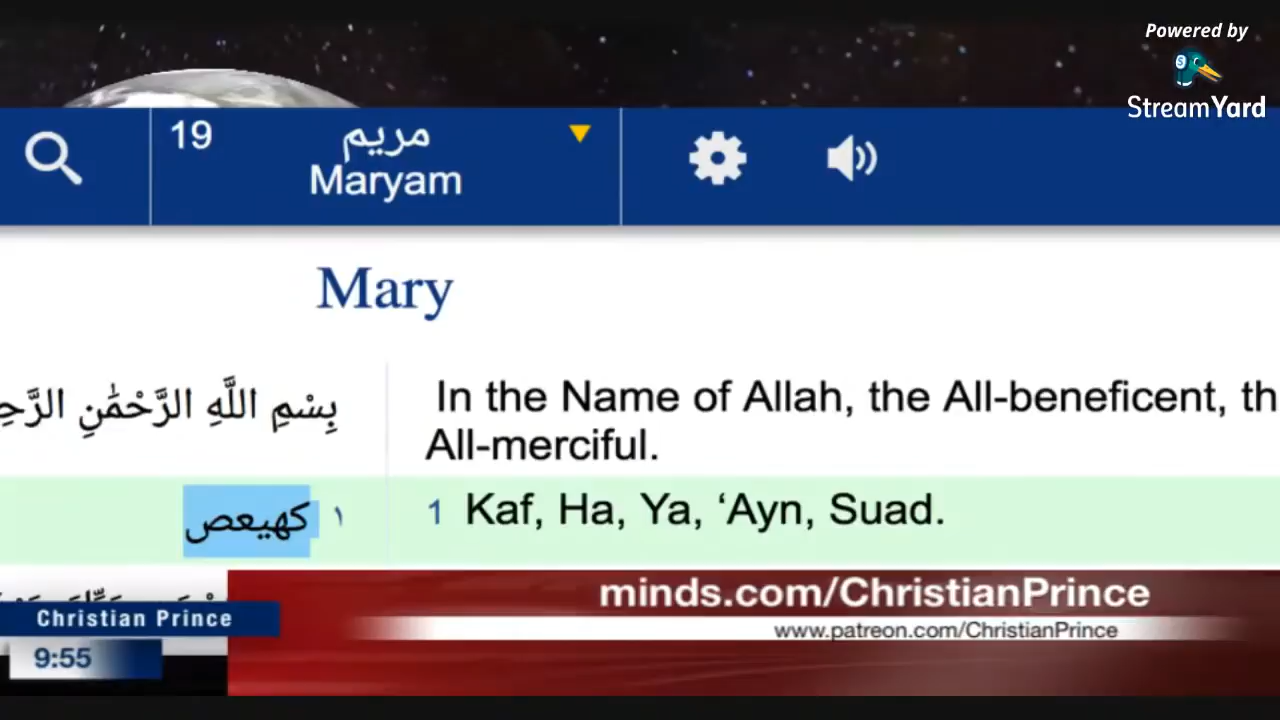 Powered by
StreamYard
19
مريم
Maryam
Mary
بِسْمِ اللَّهِ الرَّحْمَٰنِ
In the Name of Allah, the All-beneficent,
All-merciful.
١ كهيعص
1 Kaf, Ha, Ya, ‘Ayn, Suad.
minds.com/ChristianPrince
Christian Prince
www.patreon.com/ChristianPrince
9:55